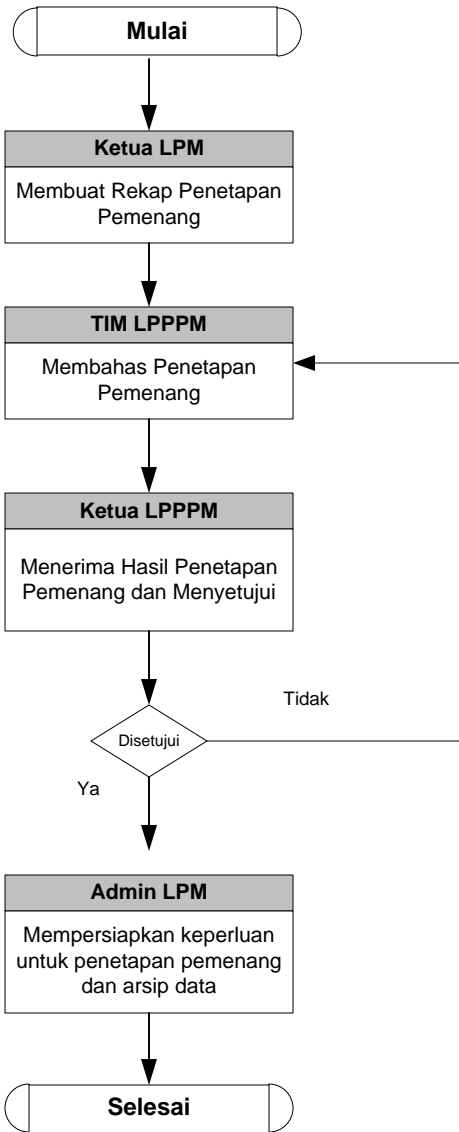 Mulai
Ketua LPM
Membuat Rekap Penetapan
Pemenang
TIM LPPPM
Membahas Penetapan
Pemenang
Ketua LPPPM
Menerima Hasil Penetapan
Pemenang dan Menyetujui
Tidak
Disetujui
Ya
Admin LPM
Mempersiapkan keperluan
untuk penetapan pemenang
dan arsip data
Selesai